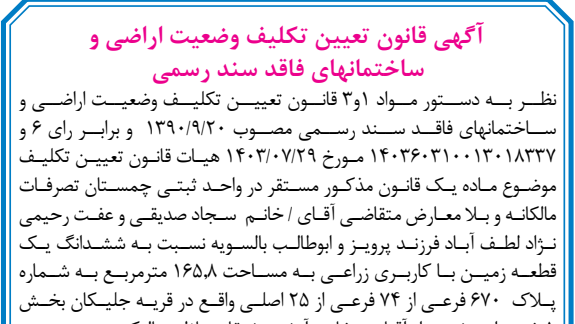 آگهی قانون تعیین تکلیف وضعیت اراضی و
ساختمانهای فاقد سند رسمی
نظر به دستور مواد ۱و۳ قانون تعیین تکلیف وضعیت اراضی و
ساختمانهای فاقد سند رسمی مصوب ۱۳۹۰/۹/۲۰ و برابر رای ۶ و
۱۴۰۳۶۰۳۱۰۰۱۳۰۱۸۳۳۷ مورخ ۱۴۰۳/۰۷/۲۹ هیات قانون تعیین تکلیف
موضوع ماده یک قانون مذکور مستقر در واحد ثبتی چمستان تصرفات
مالکانه و بلا معارض متقاضی آقای / خانم سجاد صدیقی و عفت رحیمی
نژاد لطف آباد فرزند پرویز و ابوطالب بالسویه نسبت به ششدانگ یک
قطعه زمین با کاربری زراعی به مساحت ۱۶۵,۸ مترمربع به شماره
پلاک ۶۷۰ فرعی از ۷۴ فرعی از ۲۵ اصلی واقع در قریه جلیکان بخش